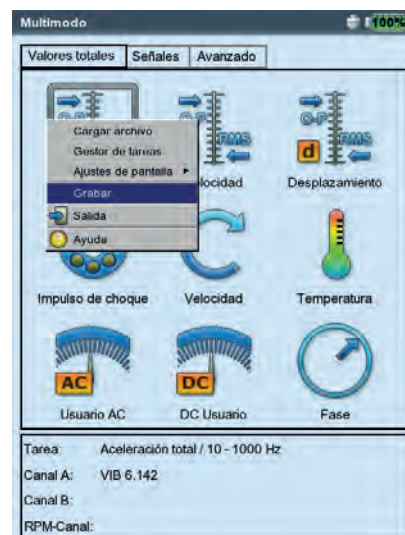 Multimodo
100%
Valores totales
Señales
Avanzado
O-P
RMS
O-P
RMS
d
Cargar archivo
Gestor de tareas
Ajustes de pantalla
Grabar
Salida
Ayuda
Desplazamiento
Impulso de choque
Velocidad
Temperatura
AC
DC
Usuario AC
DC Usuario
Fase
Tarea: Aceleración total / 10 - 1000 Hz
Canal A: VIB 6.142
Canal B:
RPM-Canal: